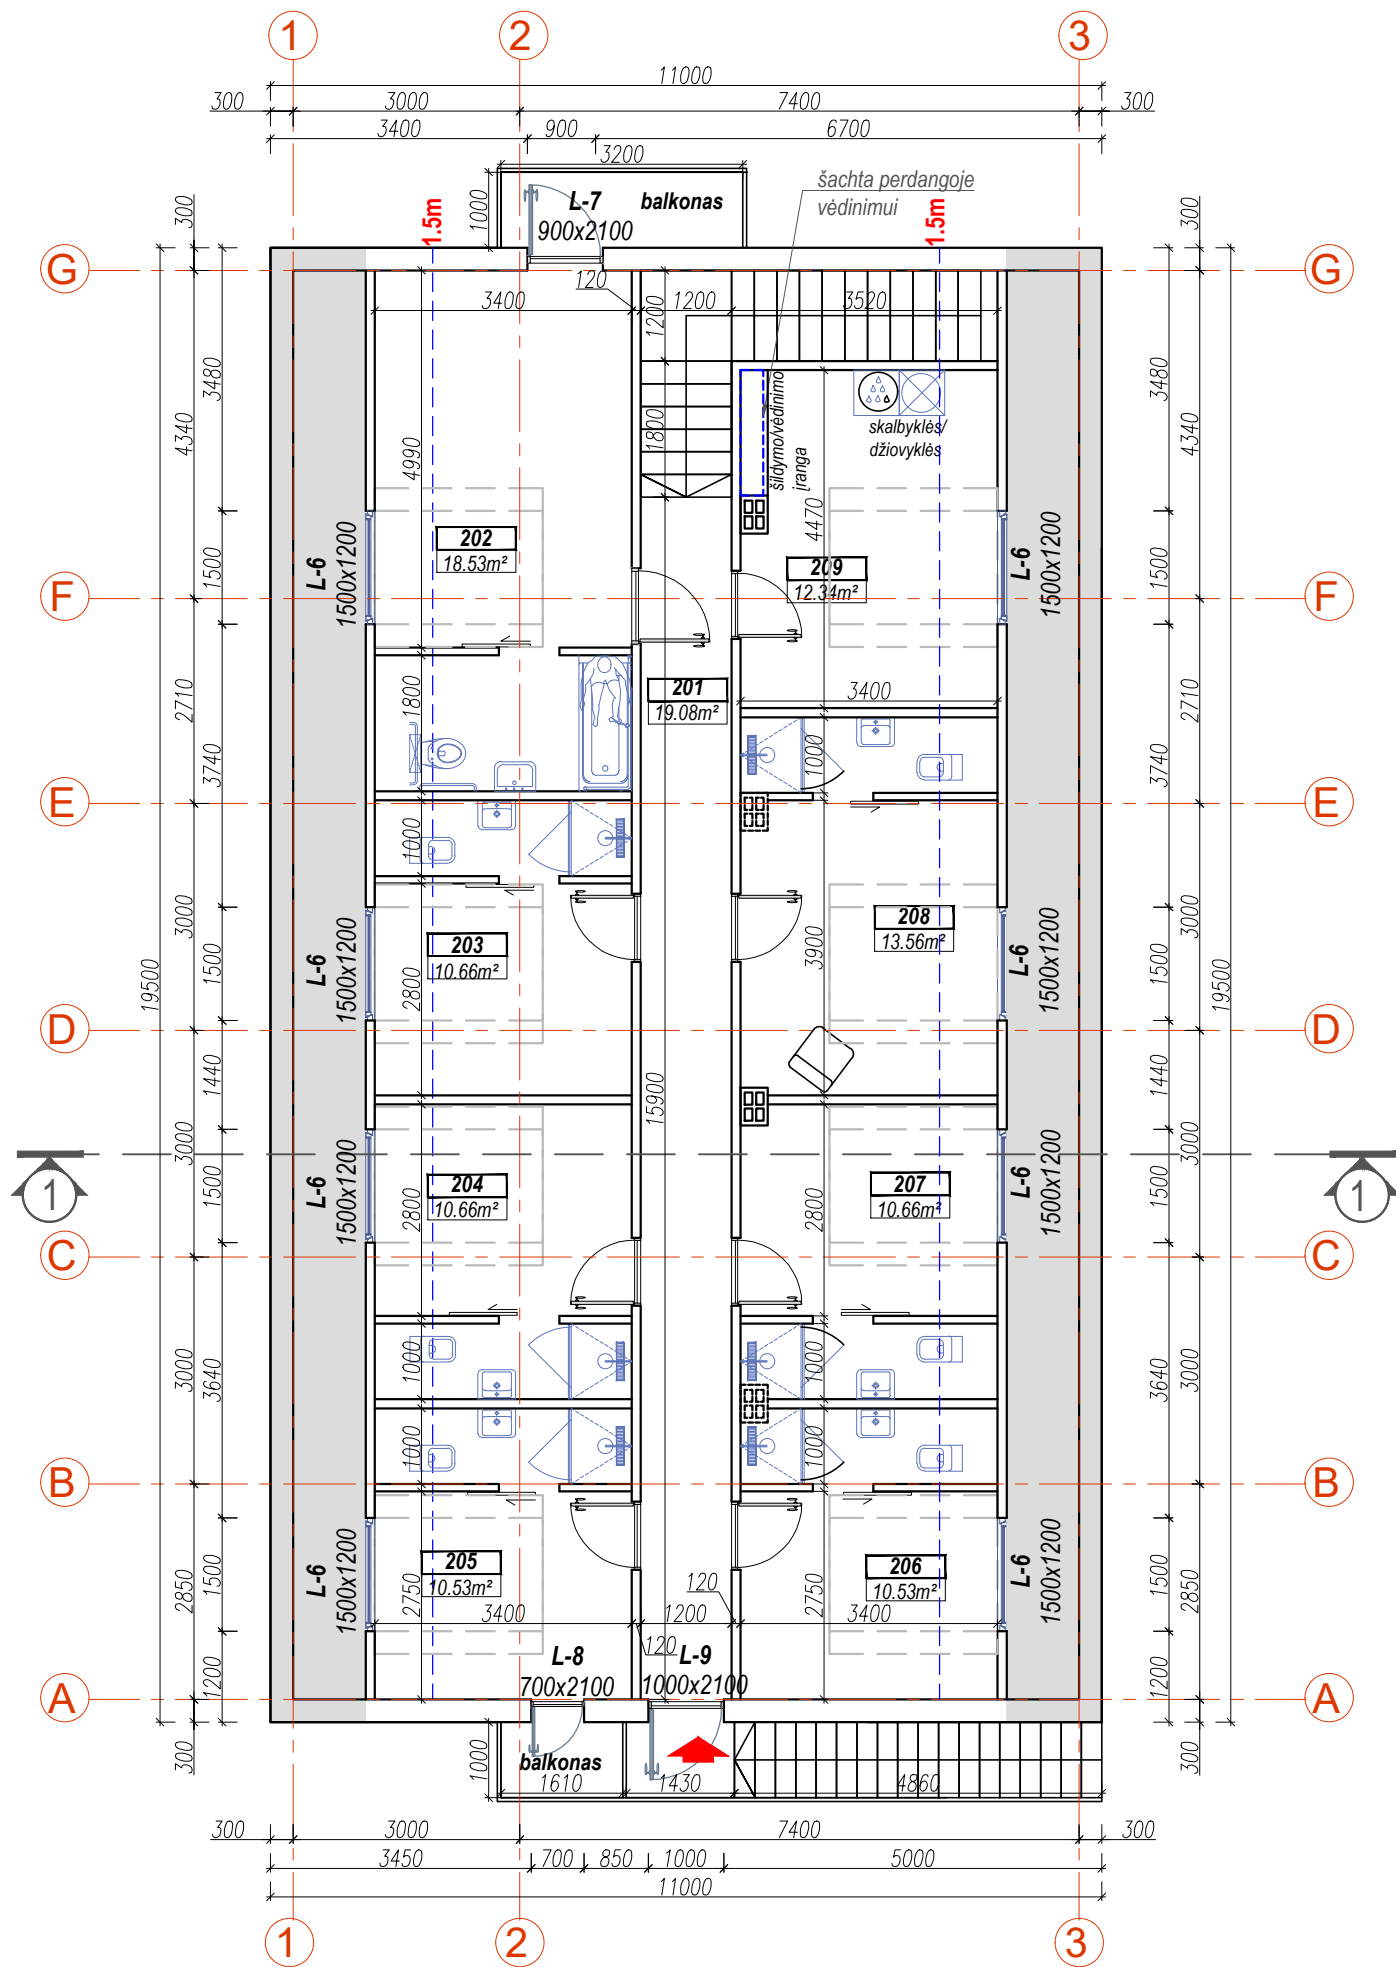 1
2
3
11000
300
3000
7400
300
3400
900
6700
3200
šachta perdangoje
vėdinimui
L-7
balkonas
900x2100
1000
1.5m
1.5m
300
300
G
G
120
3400
1200
3520
1200
3480
4340
3480
4340
1800
4990
šildymo/vėdinimo
įranga
skalbyklės/
džiovyklės
4470
202
18.53m²
209
12.34m²
L-6
1500x1200
L-6
1500x1200
1500
1500
F
F
201
19.08m²
3400
1800
2710
3740
2710
3740
1000
E
E
1000
203
10.66m²
208
13.56m²
L-6
1500x1200
L-6
1500x1200
3000
1500
3000
1500
19500
19500
2800
3900
D
D
1440
1440
15900
3000
3000
1
1
204
10.66m²
207
10.66m²
L-6
1500x1200
L-6
1500x1200
1500
1500
2800
2800
C
C
1000
1000
3000
3640
3640
3000
1000
1000
B
B
205
10.53m²
206
10.53m²
L-6
1500x1200
L-6
1500x1200
2850
1500
1500
2850
2750
2750
3400
1200
120
3400
120
L-8
700x2100
L-9
1000x2100
1200
1200
A
A
300
300
1000
balkonas
1610
1430
4860
300
3000
7400
300
3450
700
850
1000
5000
11000
1
2
3